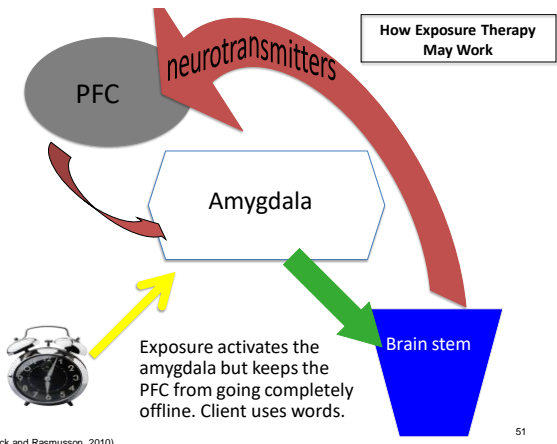 How Exposure Therapy
May Work
neurotransmitters
PFC
Amygdala
Brain stem
Exposure activates the
amygdala but keeps the
PFC from going completely
offline. Client uses words.
51
and Rasmusson, 2010)